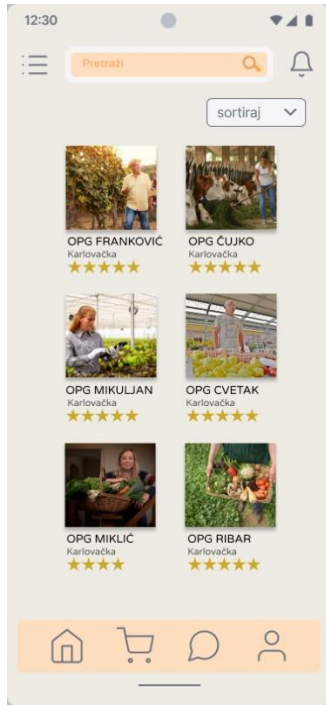 12:30
Pretraži
sortiraj
OPG FRANKOVIĆ
Karlovačka
OPG ČUJKO
Karlovačka
OPG MIKULJAN
Karlovačka
OPG CVETAK
Karlovačka
OPG MIKLIĆ
Karlovačka
OPG RIBAR
Karlovačka